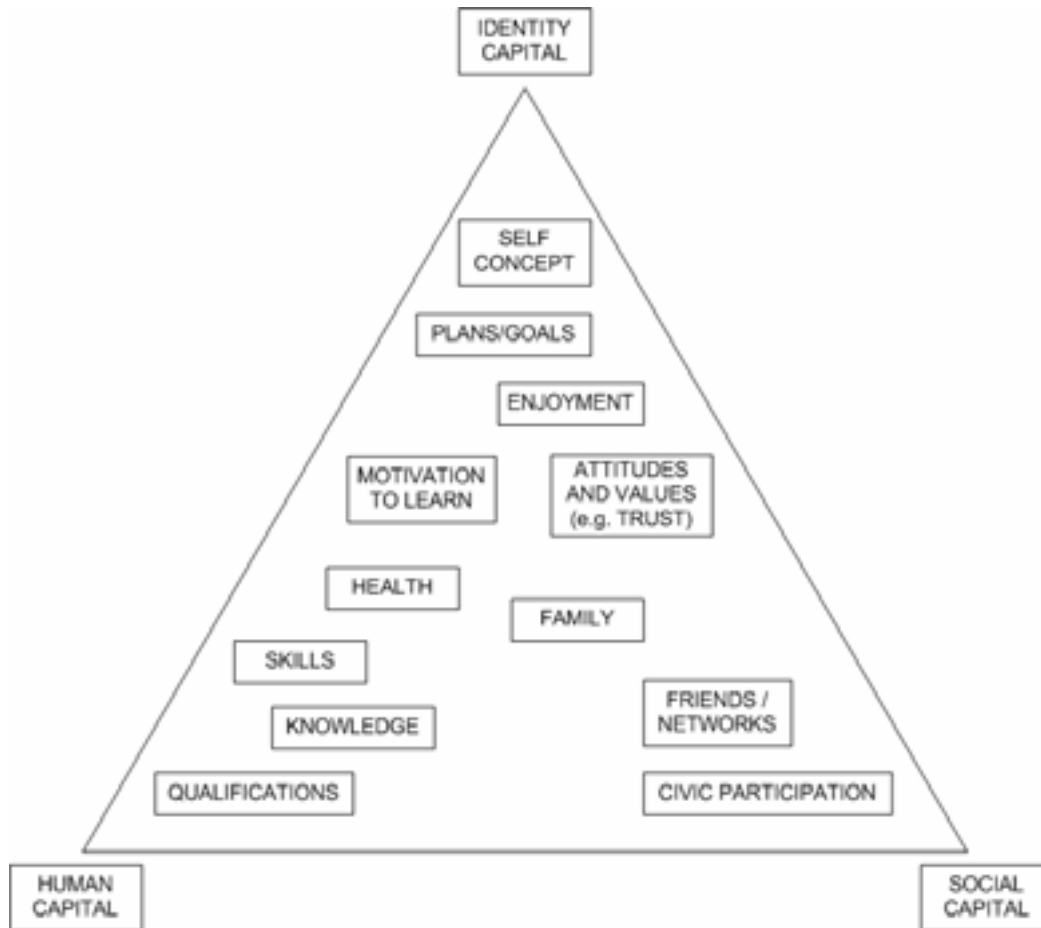 IDENTITY
CAPITAL
SELF
CONCEPT
PLANS/GOALS
ENJOYMENT
MOTIVATION
TO LEARN
ATTITUDES
AND VALUES
(e.g. TRUST)
HEALTH
FAMILY
SKILLS
FRIENDS /
NETWORKS
KNOWLEDGE
QUALIFICATIONS
CIVIC PARTICIPATION
HUMAN
CAPITAL
SOCIAL
CAPITAL